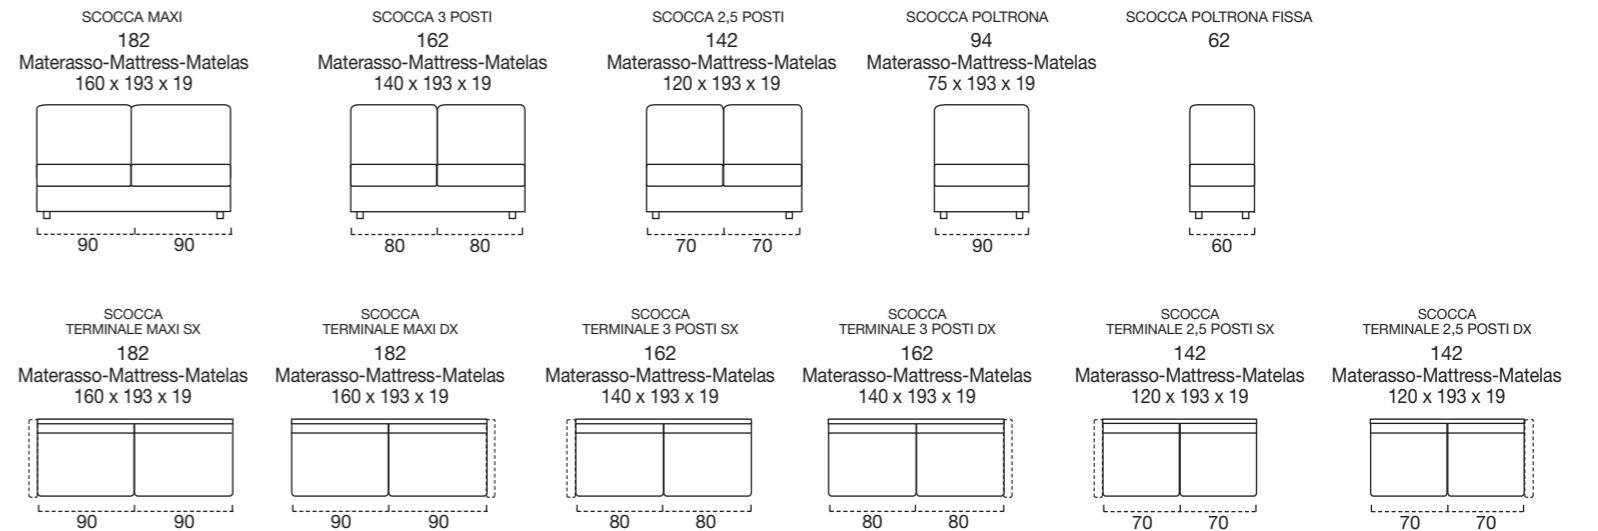 SCOCCA MAXI
182
Materasso-Mattress-Matelas
160 x 193 x 19
90 90
SCOCCA 3 POSTI
162
Materasso-Mattress-Matelas
140 x 193 x 19
80 80
SCOCCA 2,5 POSTI
142
Materasso-Mattress-Matelas
120 x 193 x 19
70 70
SCOCCA POLTRONA
94
Materasso-Mattress-Matelas
75 x 193 x 19
90
SCOCCA POLTRONA FISSA
62
60
SCOCCA
TERMINALE MAXI SX
182
Materasso-Mattress-Matelas
160 x 193 x 19
90 90
SCOCCA
TERMINALE MAXI DX
182
Materasso-Mattress-Matelas
160 x 193 x 19
90 90
SCOCCA
TERMINALE 3 POSTI SX
162
Materasso-Mattress-Matelas
140 x 193 x 19
80 80
SCOCCA
TERMINALE 3 POSTI DX
162
Materasso-Mattress-Matelas
140 x 193 x 19
80 80
SCOCCA
TERMINALE 2,5 POSTI SX
142
Materasso-Mattress-Matelas
120 x 193 x 19
70 70
SCOCCA
TERMINALE 2,5 POSTI DX
142
Materasso-Mattress-Matelas
120 x 193 x 19
70 70